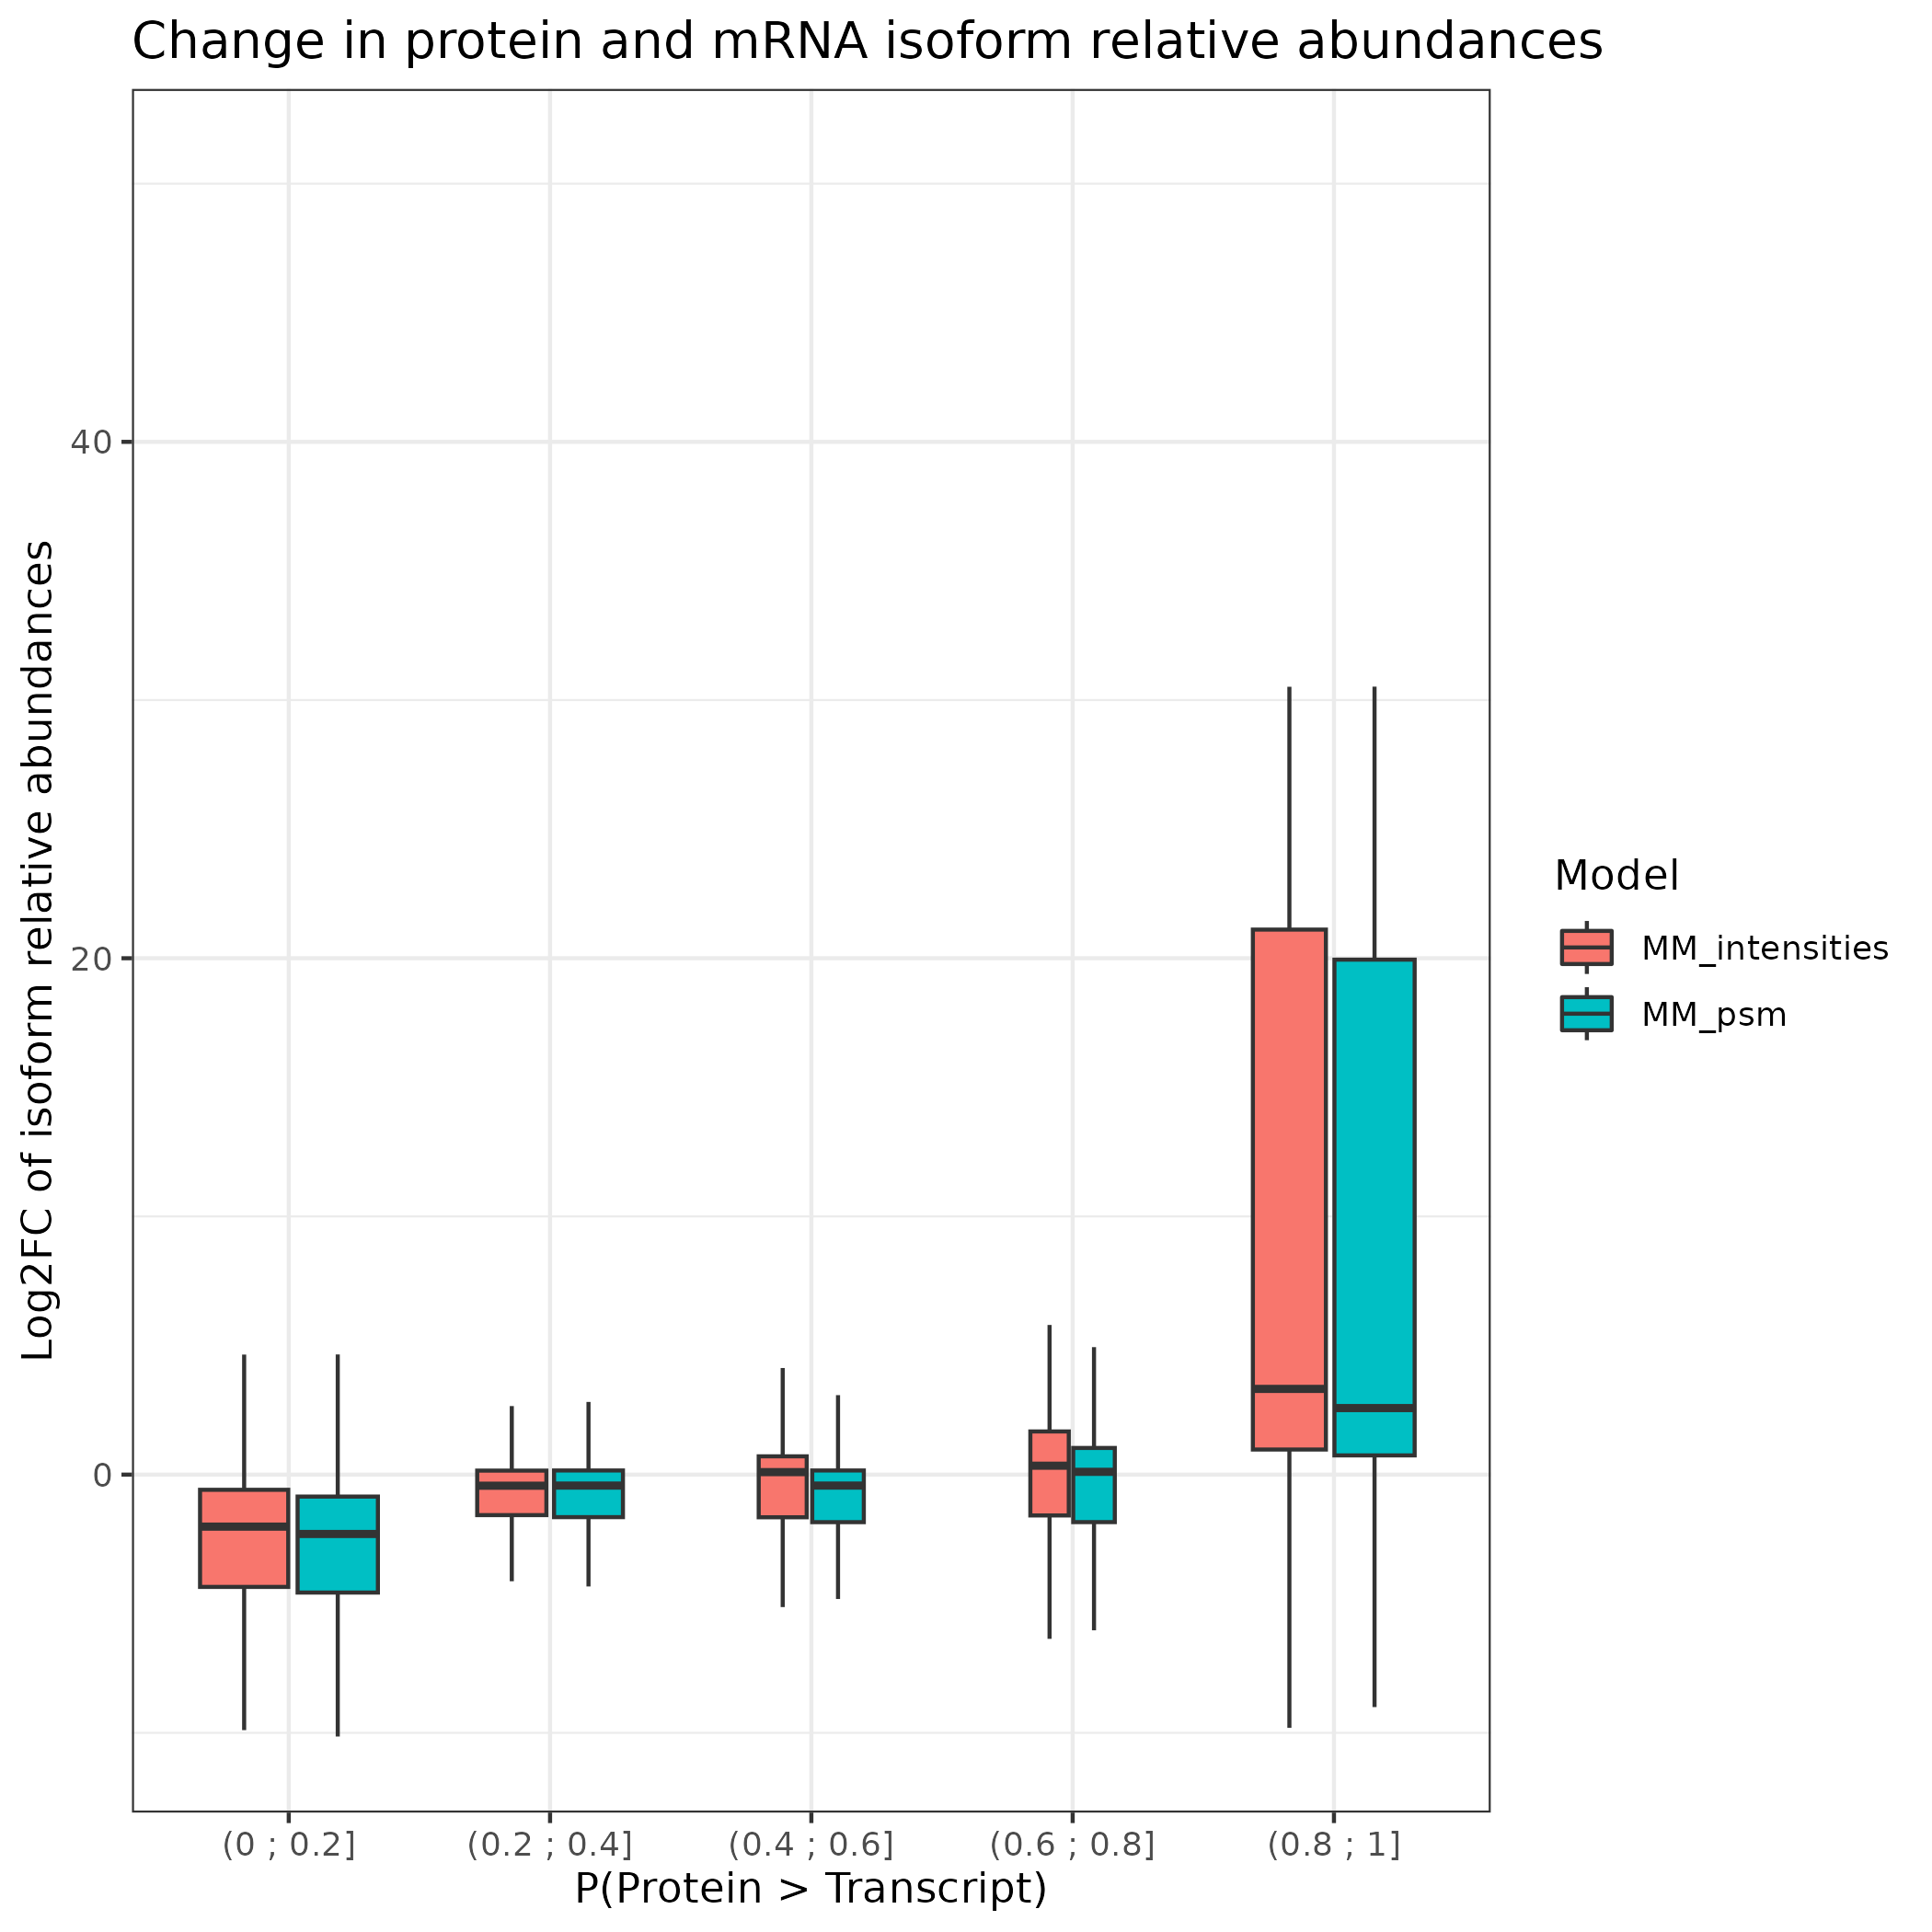 Change in protein and mRNA isoform relative abundances
Log2FC of isoform relative abundances
40
20
0
(0 ; 0.2]
(0.2 ; 0.4]
(0.4 ; 0.6]
(0.6 ; 0.8]
(0.8 ; 1]
P(Protein > Transcript)
Model
MM_intensities
MM_psm